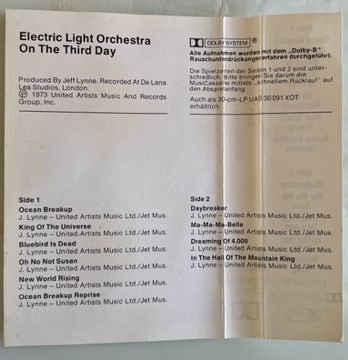 Electric Light Orchestra
On The Third Day
Produced By Jeff Lynne. Recorded At De Lana
Lea Studios, London.
℗ 1973 United Artists Music And Records
Group, Inc.
DOLBY SYSTEM ®
Alle Aufnahmen wurden mit dem „Dolby-B"
Rauschunterdrückungsverfahren durchgeführt.
Die Spielzeiten der Seiten 1 und 2 sind unter-
schiedlich. Bitte bringen Sie darum die
MusiCassette mittels „schnellem Rücklauf" auf
den Abspielanfang.
Auch als 30-cm-LP UAS 30 091 XOT
erhältlich.
Side 1
Ocean Breakup
J. Lynne – United Artists Music Ltd./Jet Mus.
King Of The Universe
J. Lynne – United Artists Music Ltd./Jet Mus.
Bluebird Is Dead
J. Lynne – United Artists Music Ltd./Jet Mus.
Oh No Not Susan
J. Lynne – United Artists Music Ltd./Jet Mus.
New World Rising
J. Lynne – United Artists Music Ltd./Jet Mus.
Ocean Breakup Reprise
J. Lynne – United Artists Music Ltd./Jet Mus.
Side 2
Daybreaker
J. Lynne – United Artists Music Ltd./Jet Mus.
Ma-Ma-Ma-Belle
J. Lynne – United Artists Music Ltd./Jet Mus.
Dreaming Of 4,000
J. Lynne – United Artists Music Ltd./Jet Mus.
In The Hall Of The Mountain King
J. Lynne – United Artists Music Ltd./Jet Mus.